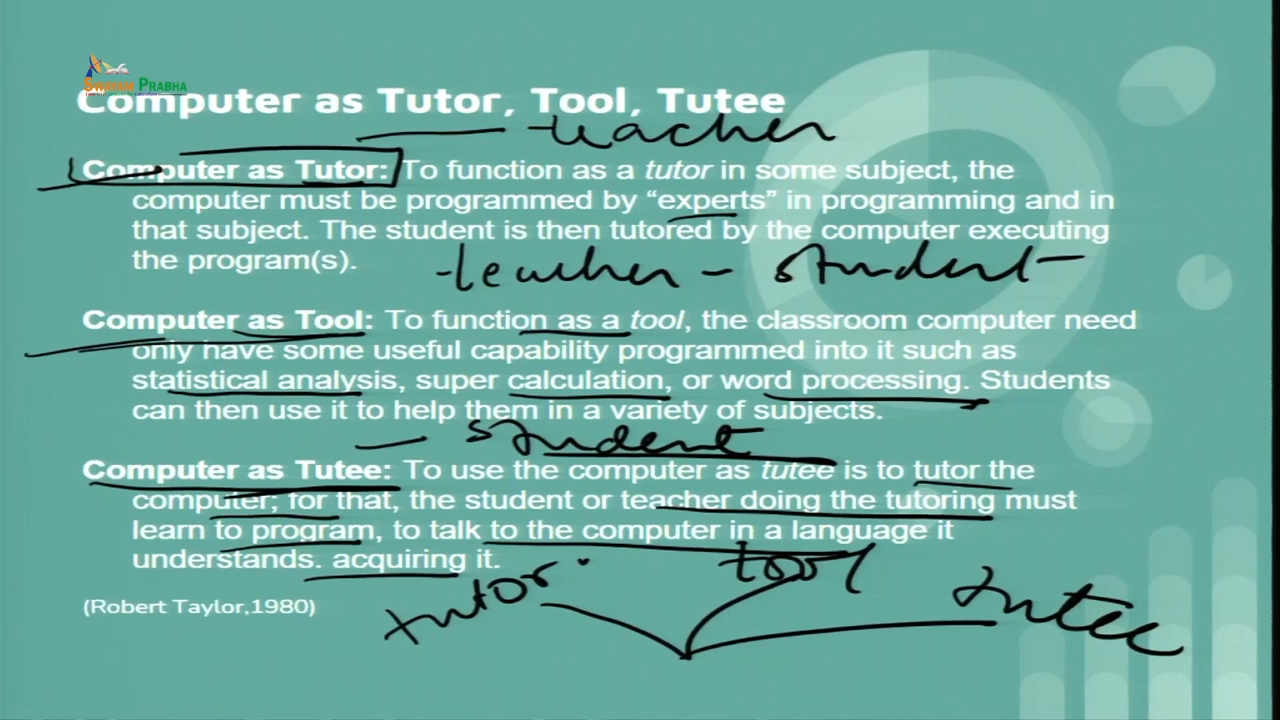 SWAYAM PRABHA
Computer as Tutor, Tool, Tutee
teacher
Computer as Tutor: To function as a tutor in some subject, the
computer must be programmed by “experts” in programming and in
that subject. The student is then tutored by the computer executing
the program(s).
teacher - student
Computer as Tool: To function as a tool, the classroom computer need
only have some useful capability programmed into it such as
statistical analysis, super calculation, or word processing. Students
can then use it to help them in a variety of subjects.
student
Computer as Tutee: To use the computer as tutee is to tutor the
computer; for that, the student or teacher doing the tutoring must
learn to program, to talk to the computer in a language it
understands. acquiring it.
tutor tool tutee
(Robert Taylor,1980)